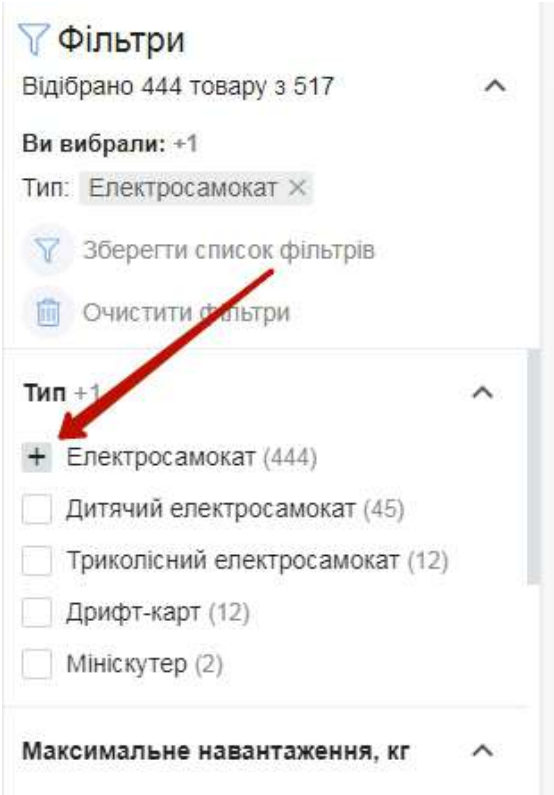 Фільтри
Відібрано 444 товару з 517
Ви вибрали: +1
Тип: Електросамокат ×
Зберегти список фільтрів
Очистити фільтри
Тип +1
+ Електросамокат (444)
Дитячий електросамокат (45)
Триколісний електросамокат (12)
Дрифт-карт (12)
Мініскутер (2)
Максимальне навантаження, кг